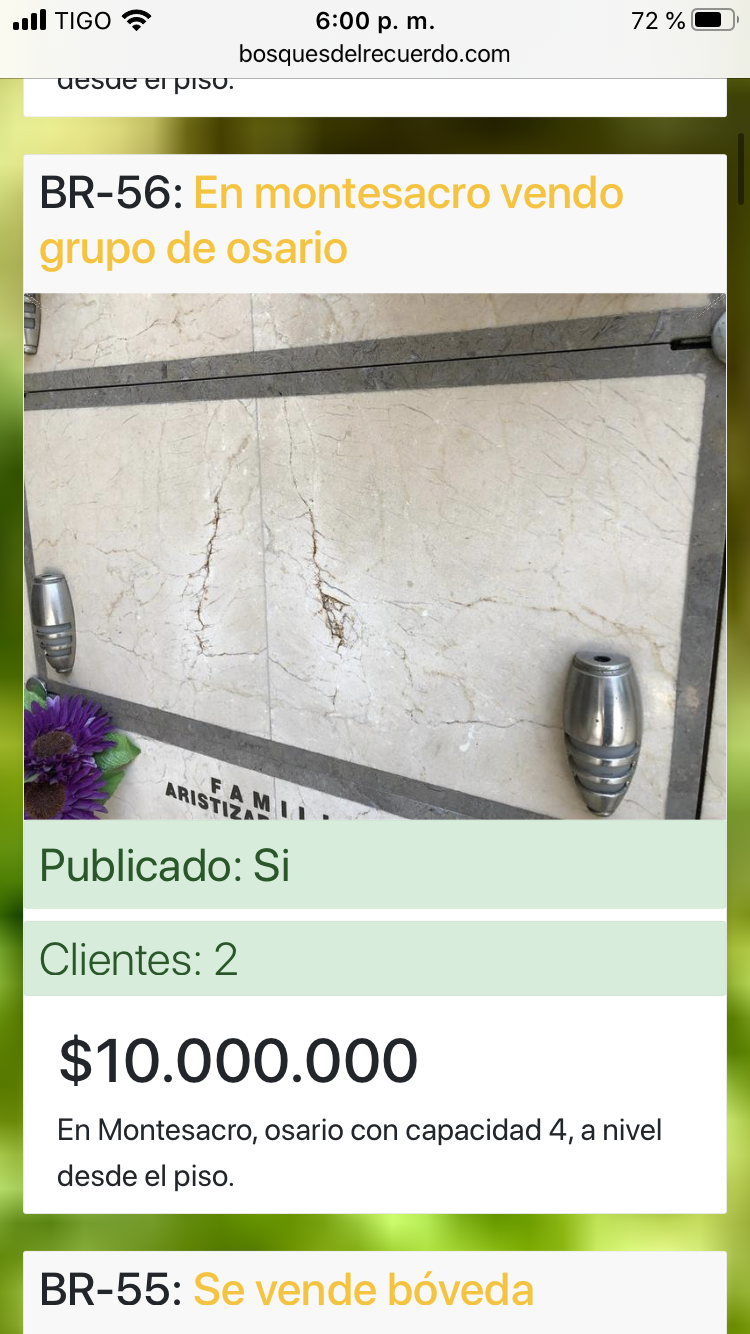 TIGO 6:00 p. m. 72 %
bosquesdelrecuerdo.com
desde el piso.
BR-56: En montesacro vendo
grupo de osario
FAMILI
ARISTIZA
Publicado: Si
Clientes: 2
$10.000.000
En Montesacro, osario con capacidad 4, a nivel
desde el piso.
BR-55: Se vende bóveda